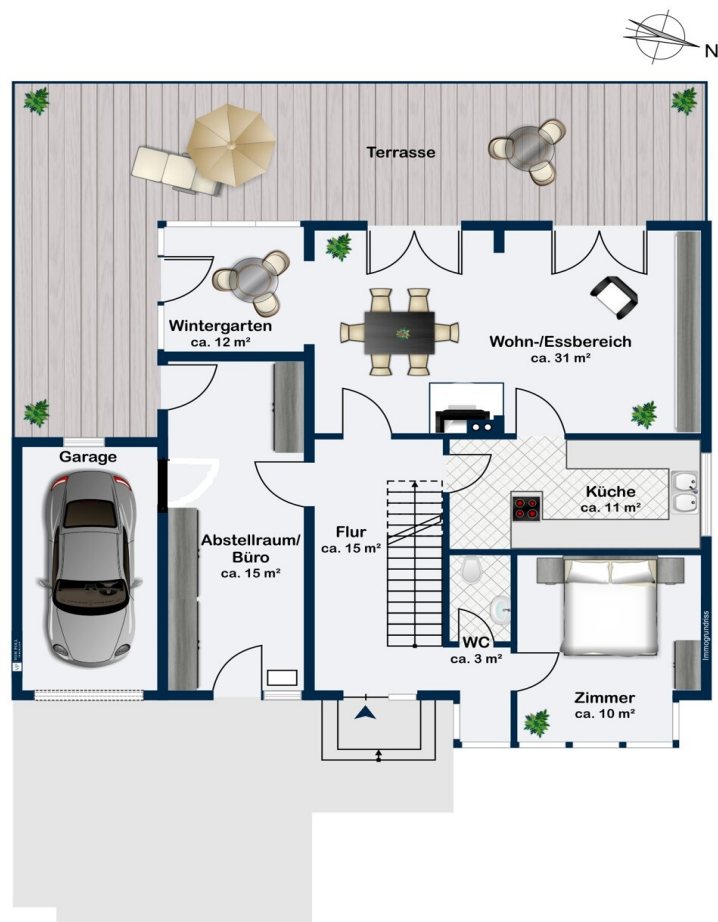 N
Terrasse
Wintergarten
ca. 12 m²
Wohn-/Essbereich
ca. 31 m²
Garage
Küche
ca. 11 m²
Abstellraum/
Büro
ca. 15 m²
Flur
ca. 15 m²
WC
ca. 3 m²
Zimmer
ca. 10 m²
Immogrundriss